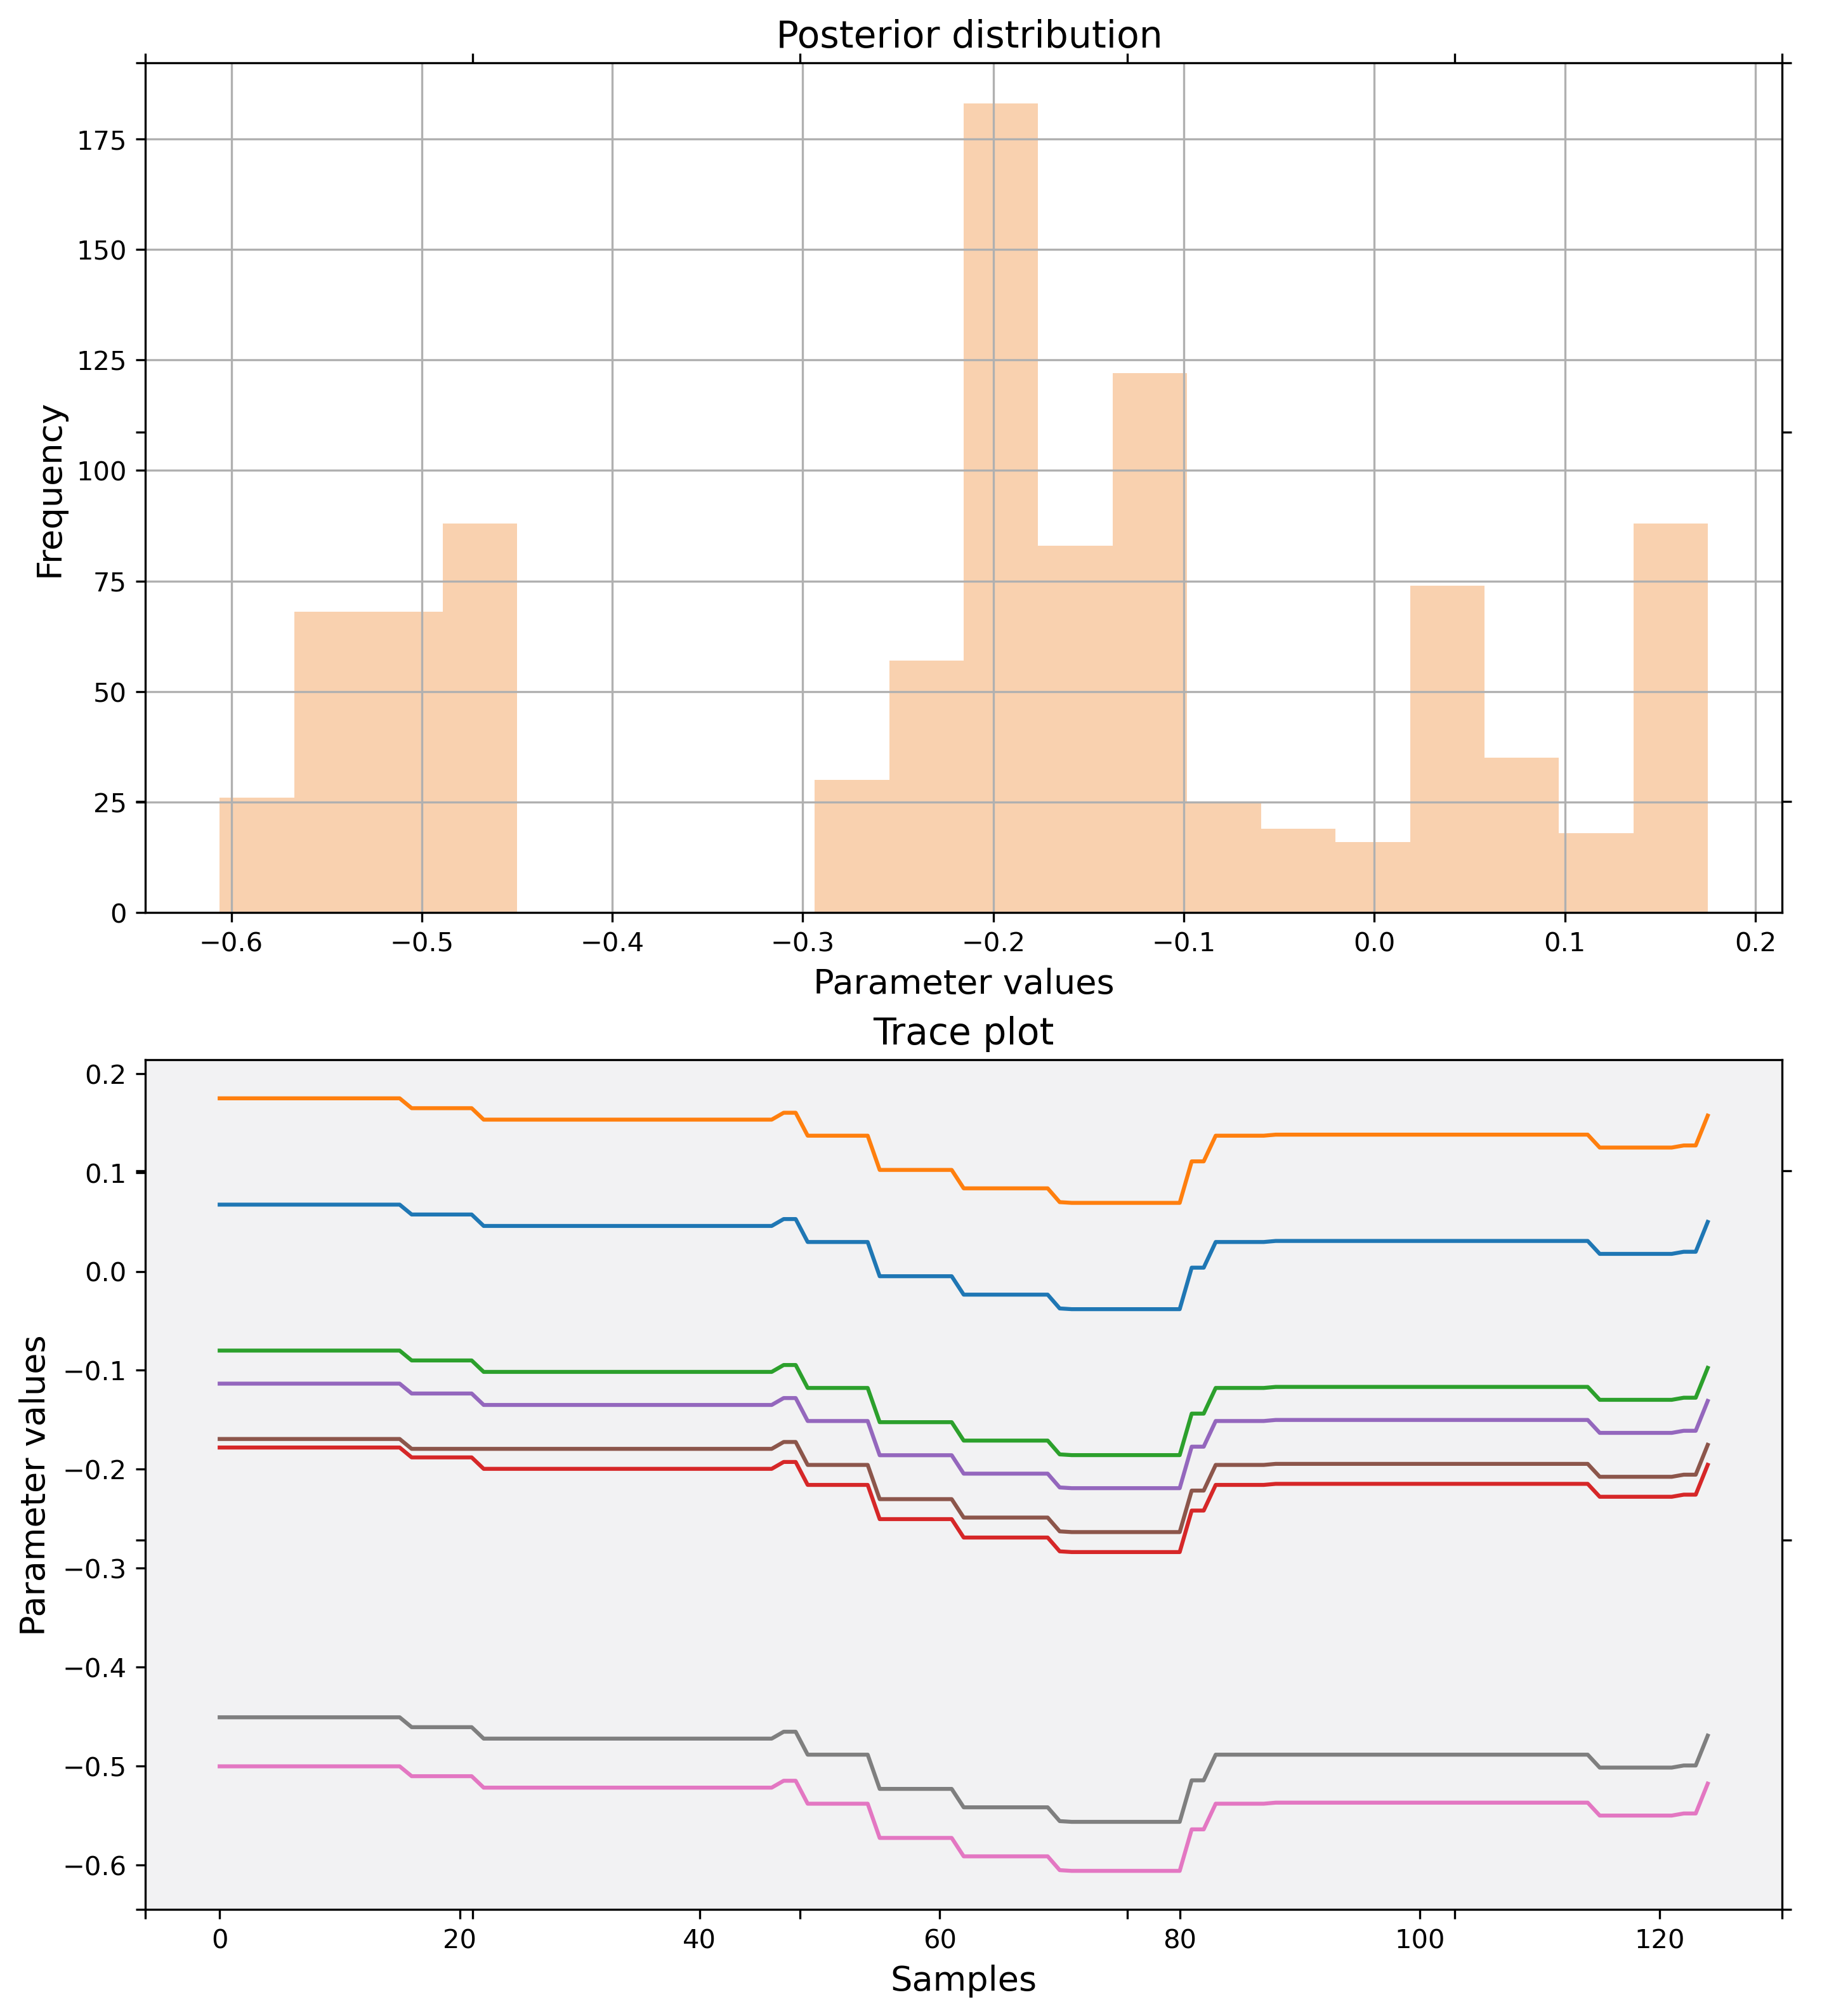 Posterior distribution
175
150
125
100
75
50
25
0
Frequency
−0.6 −0.5 −0.4 −0.3 −0.2 −0.1 0.0 0.1 0.2
Parameter values
Trace plot
0.2
0.1
0.0
−0.1
−0.2
−0.3
−0.4
−0.5
−0.6
Parameter values
0 20 40 60 80 100 120
Samples